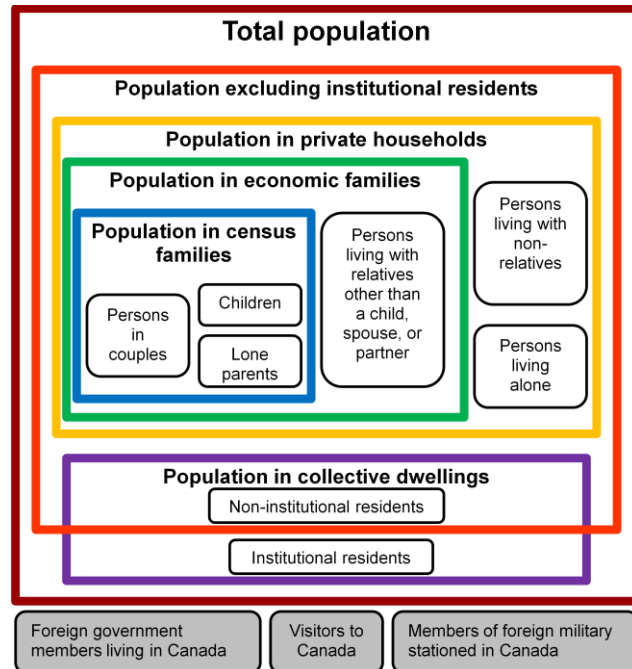 Total population
Population excluding institutional residents
Population in private households
Population in economic families
Population in census
families
Persons
in
couples
Children
Lone
parents
Persons
living with
relatives
other than
a child,
spouse, or
partner
Persons
living with
non-
relatives
Persons
living
alone
Population in collective dwellings
Non-institutional residents
Institutional residents
Foreign government
members living in Canada
Visitors to
Canada
Members of foreign military
stationed in Canada